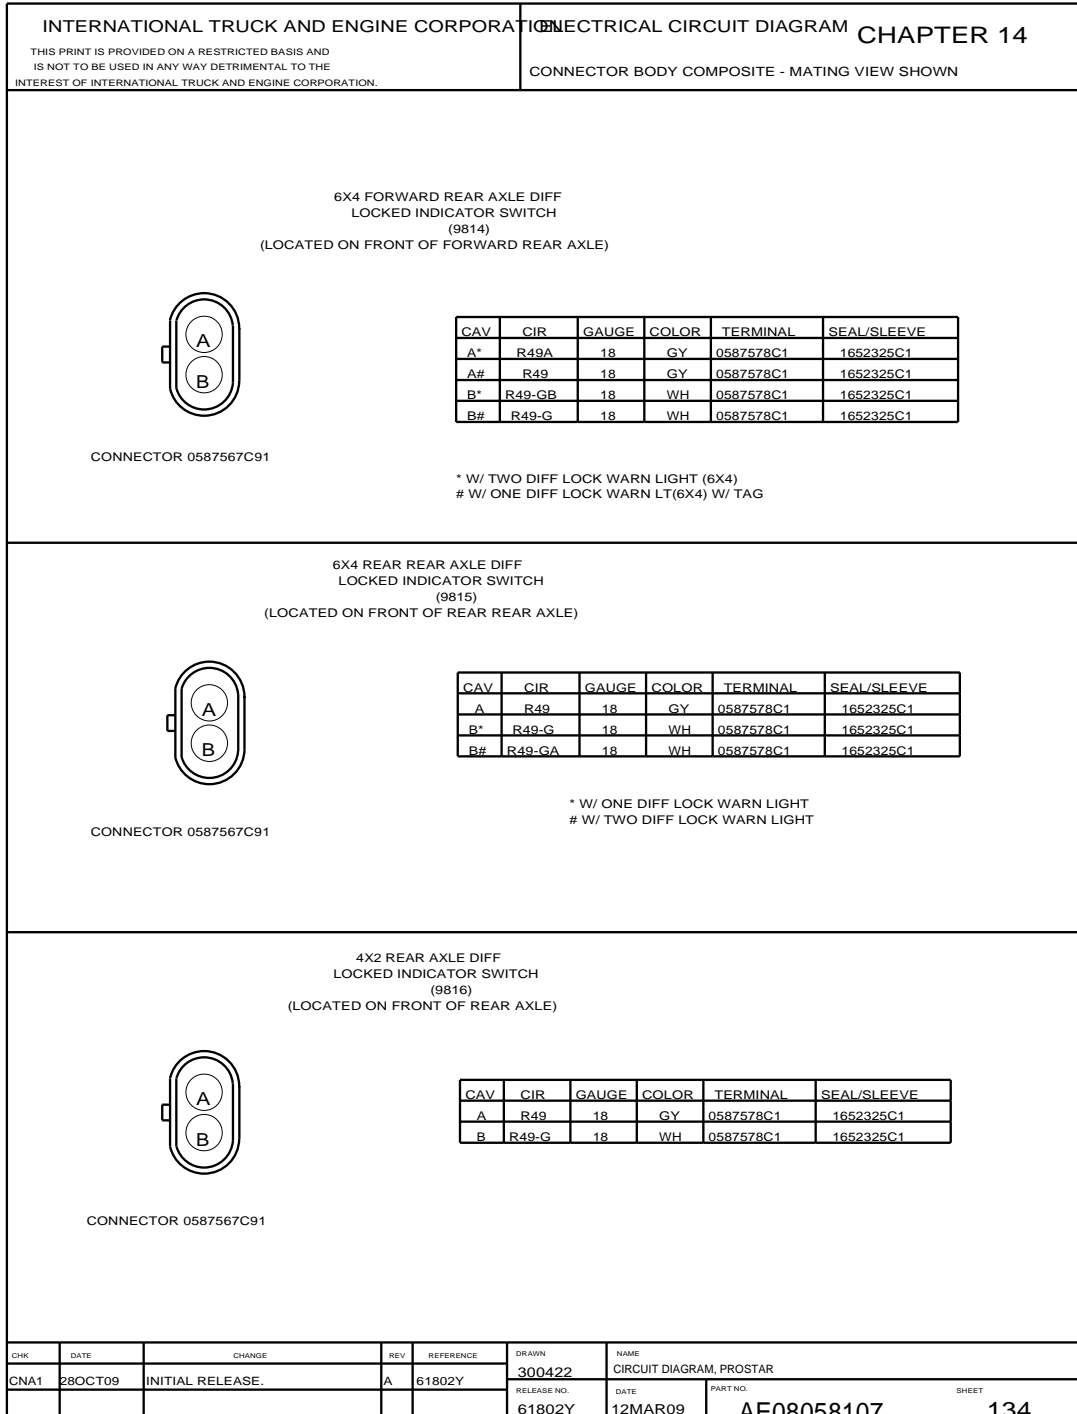 INTERNATIONAL TRUCK AND ENGINE CORPORATION
THIS PRINT IS PROVIDED ON A RESTRICTED BASIS AND
IS NOT TO BE USED IN ANY WAY DETRIMENTAL TO THE
INTEREST OF INTERNATIONAL TRUCK AND ENGINE CORPORATION.
ELECTRICAL CIRCUIT DIAGRAM
CHAPTER 14
CONNECTOR BODY COMPOSITE - MATING VIEW SHOWN
6X4 FORWARD REAR AXLE DIFF
LOCKED INDICATOR SWITCH
(9814)
(LOCATED ON FRONT OF FORWARD REAR AXLE)
A
B
CONNECTOR 0587567C91
CAV CIR GAUGE COLOR TERMINAL SEAL/SLEEVE
A* R49A 18 GY 0587578C1 1652325C1
A# R49 18 GY 0587578C1 1652325C1
B* R49-GB 18 WH 0587578C1 1652325C1
B# R49-G 18 WH 0587578C1 1652325C1
* W/ TWO DIFF LOCK WARN LIGHT (6X4)
# W/ ONE DIFF LOCK WARN LT(6X4) W/ TAG
6X4 REAR REAR AXLE DIFF
LOCKED INDICATOR SWITCH
(9815)
(LOCATED ON FRONT OF REAR REAR AXLE)
A
B
CONNECTOR 0587567C91
CAV CIR GAUGE COLOR TERMINAL SEAL/SLEEVE
A R49 18 GY 0587578C1 1652325C1
B* R49-G 18 WH 0587578C1 1652325C1
B# R49-GA 18 WH 0587578C1 1652325C1
* W/ ONE DIFF LOCK WARN LIGHT
# W/ TWO DIFF LOCK WARN LIGHT
4X2 REAR AXLE DIFF
LOCKED INDICATOR SWITCH
(9816)
(LOCATED ON FRONT OF REAR AXLE)
A
B
CONNECTOR 0587567C91
CAV CIR GAUGE COLOR TERMINAL SEAL/SLEEVE
A R49 18 GY 0587578C1 1652325C1
B R49-G 18 WH 0587578C1 1652325C1
CHK DATE CHANGE REV REFERENCE
CNA1 28OCT09 INITIAL RELEASE. A 61802Y
DRAWN
300422
NAME
CIRCUIT DIAGRAM, PROSTAR
RELEASE NO.
61802Y
DATE
12MAR09
PART NO.
AE08058107
SHEET
134